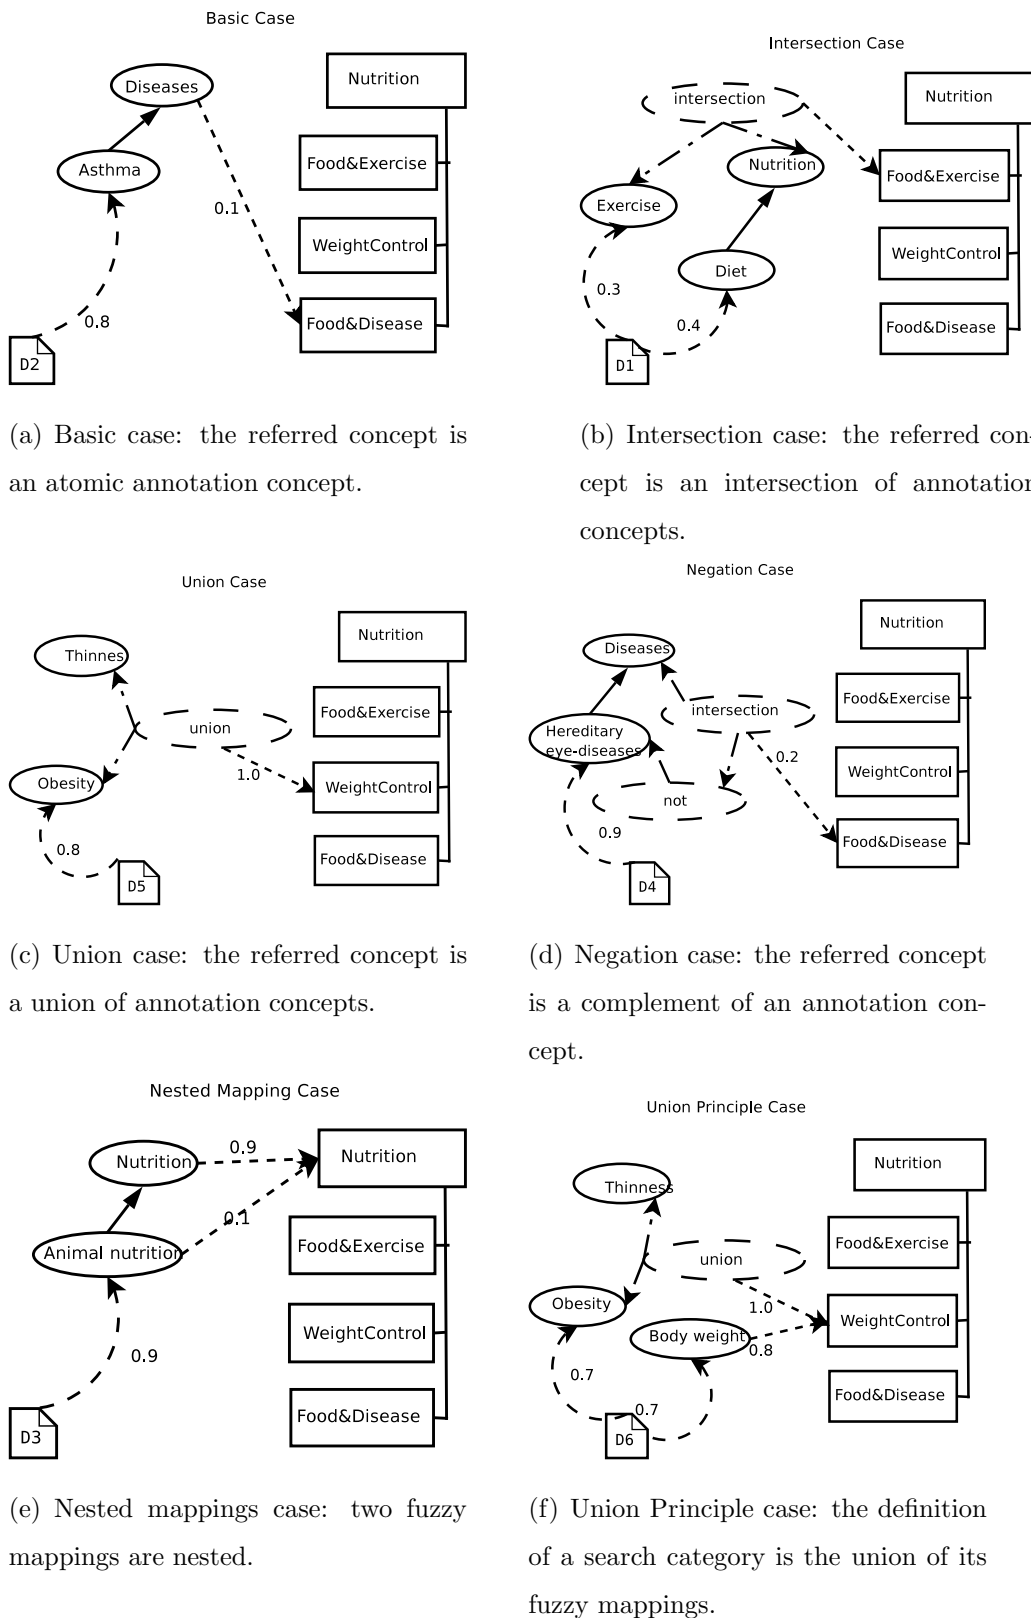 Basic Case
Diseases
Nutrition
Asthma
Food&Exercise
0.1
WeightControl
0.8
Food&Disease
D2
Intersection Case
intersection
Nutrition
Nutrition
Food&Exercise
Exercise
WeightControl
Diet
0.3
0.4
Food&Disease
D1
(a) Basic case: the referred concept is
an atomic annotation concept.
(b) Intersection case: the referred con-
cept is an intersection of annotation
concepts.
Union Case
Nutrition
Thinnes
Food&Exercise
union
1.0
Obesity
WeightControl
0.8
Food&Disease
D5
Negation Case
Diseases
Nutrition
Food&Exercise
intersection
Hereditary
eye-diseases
0.2
WeightControl
not
0.9
Food&Disease
D4
(c) Union case: the referred concept is
a union of annotation concepts.
(d) Negation case: the referred concept
is a complement of an annotation con-
cept.
Nested Mapping Case
0.9
Nutrition
Nutrition
0.1
Animal nutrition
Food&Exercise
WeightControl
0.9
Food&Disease
D3
Union Principle Case
Nutrition
Thinness
Food&Exercise
union
Obesity
1.0
WeightControl
Body weight
0.8
0.7
Food&Disease
0.7
D6
(e) Nested mappings case: two fuzzy
mappings are nested.
(f) Union Principle case: the definition
of a search category is the union of its
fuzzy mappings.